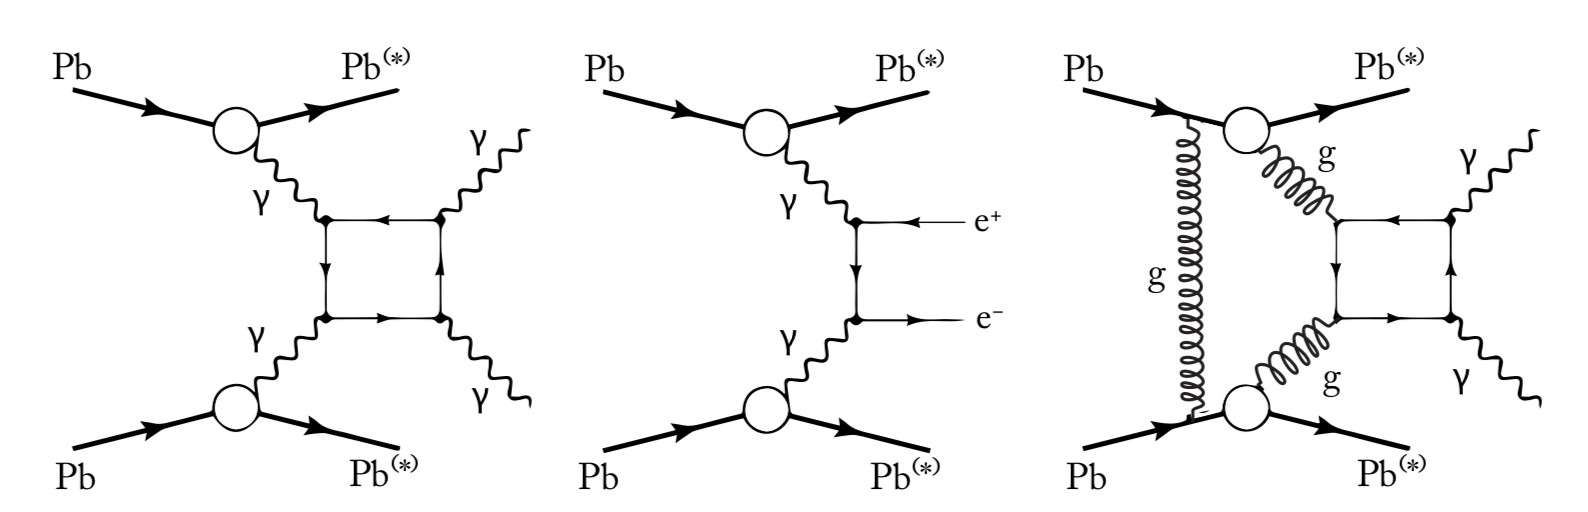 Pb Pb(*) γ γ γ γ Pb Pb(*)
Pb Pb(*) γ e⁺ e⁻ γ Pb Pb(*)
Pb Pb(*) g γ g g γ Pb Pb(*)